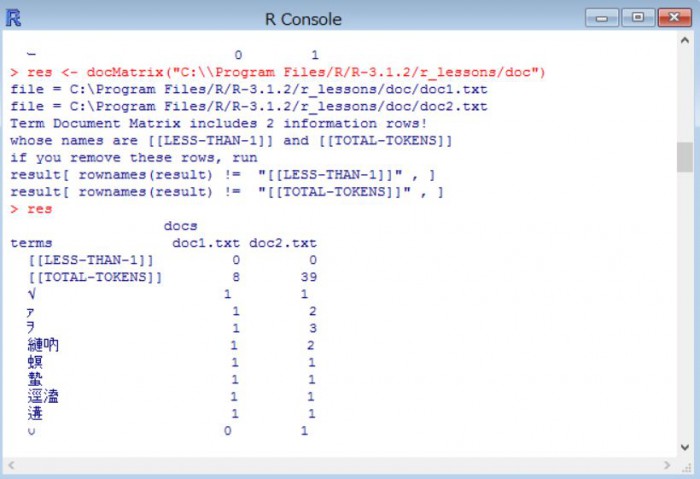 R Console
0 1
> res <- docMatrix("C:\\Program Files/R/R-3.1.2/r_lessons/doc")
file = C:\Program Files/R/R-3.1.2/r_lessons/doc/doc1.txt
file = C:\Program Files/R/R-3.1.2/r_lessons/doc/doc2.txt
Term Document Matrix includes 2 information rows!
whose names are [[LESS-THAN-1]] and [[TOTAL-TOKENS]]
if you remove these rows, run
result[ rownames(result) !=  "[[LESS-THAN-1]]" , ]
result[ rownames(result) !=  "[[TOTAL-TOKENS]]" , ]
> res
docs
terms doc1.txt doc2.txt
[[LESS-THAN-1]] 0 0
[[TOTAL-TOKENS]] 8 39
√ 1 1
ァ 1 2
ヲ 1 3
縺吶 1 2
螟 1 1
蟄 1 1
逕溘 1 1
遘 1 1
∪ 0 1